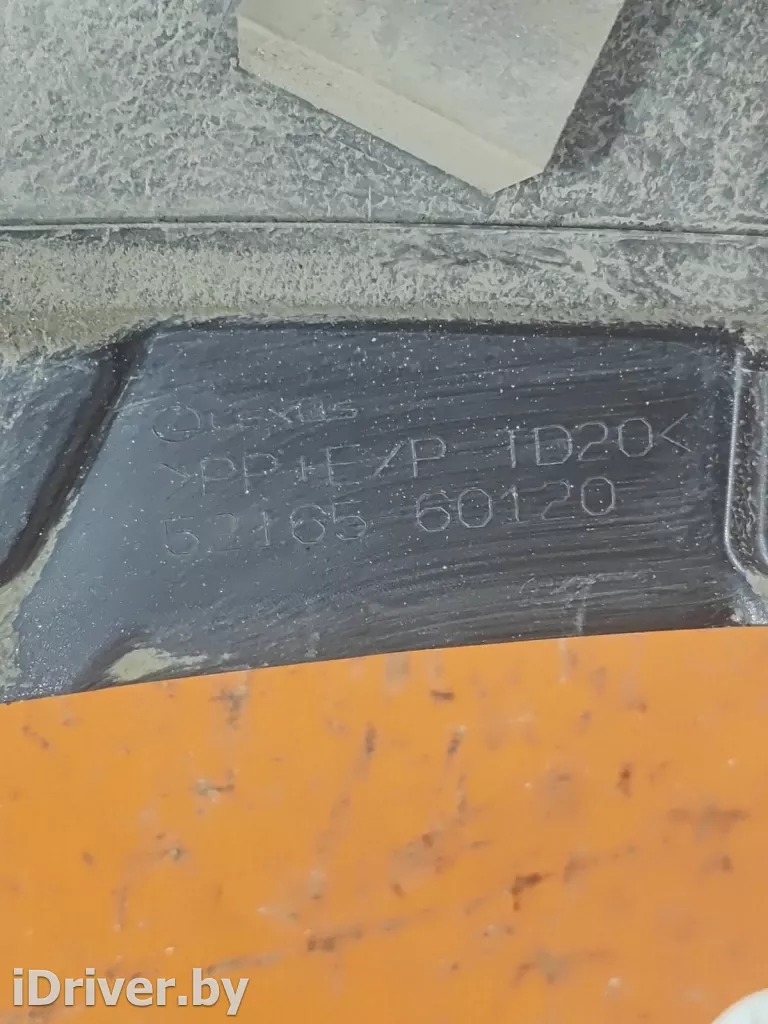 LEXUS
>PP+E/P-TD20<
52165 60120
iDriver.by